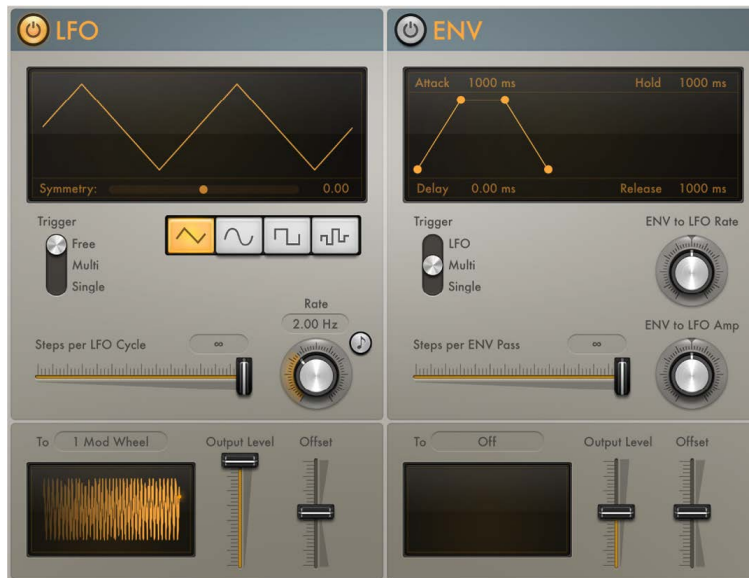 LFO
Symmetry: 0.00
Trigger
Free
Multi
Single
Rate
2.00 Hz
Steps per LFO Cycle ∞
To 1 Mod Wheel Output Level Offset
ENV
Attack 1000 ms Hold 1000 ms
Delay 0.00 ms Release 1000 ms
Trigger
LFO
Multi
Single
ENV to LFO Rate
ENV to LFO Amp
Steps per ENV Pass ∞
To Off Output Level Offset